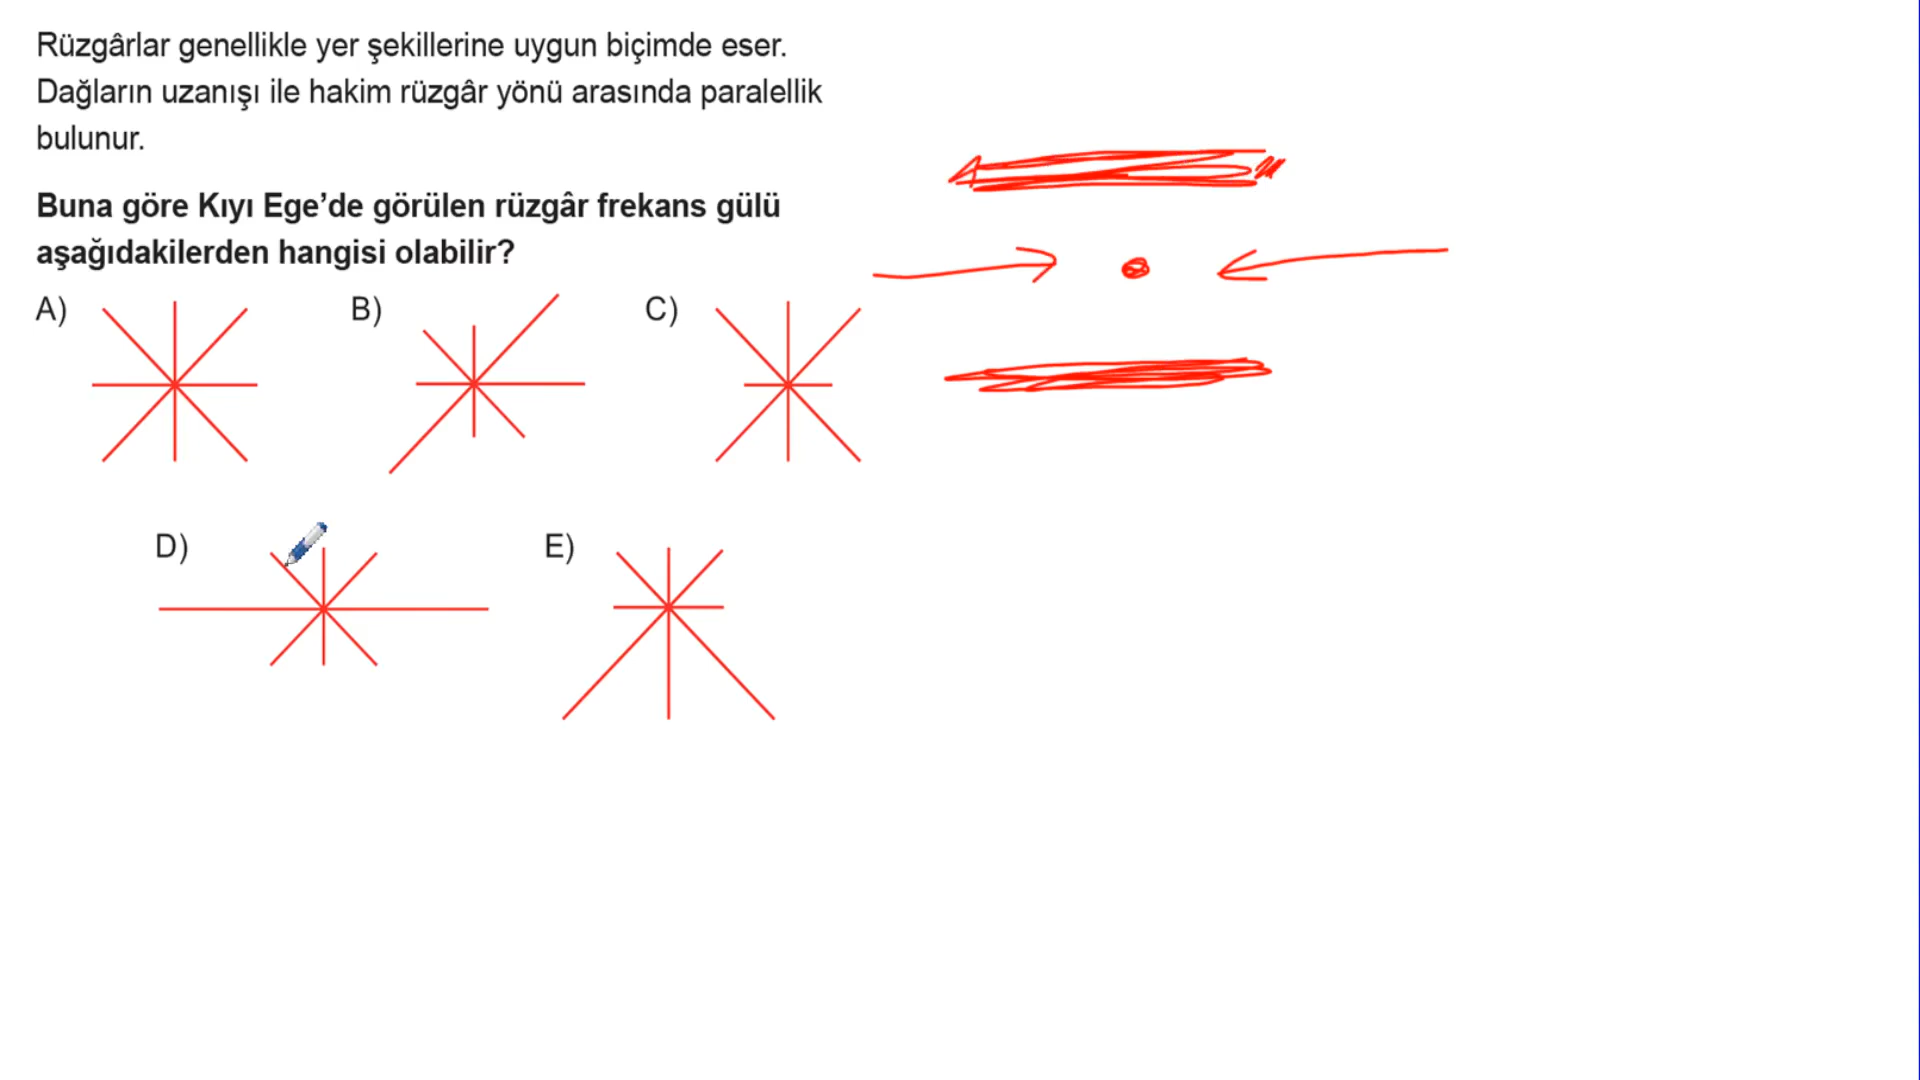 Rüzgârlar genellikle yer şekillerine uygun biçimde eser.
Dağların uzanışı ile hakim rüzgâr yönü arasında paralellik
bulunur.
Buna göre Kıyı Ege’de görülen rüzgâr frekans gülü
aşağıdakilerden hangisi olabilir?
A) B) C)
D) E)